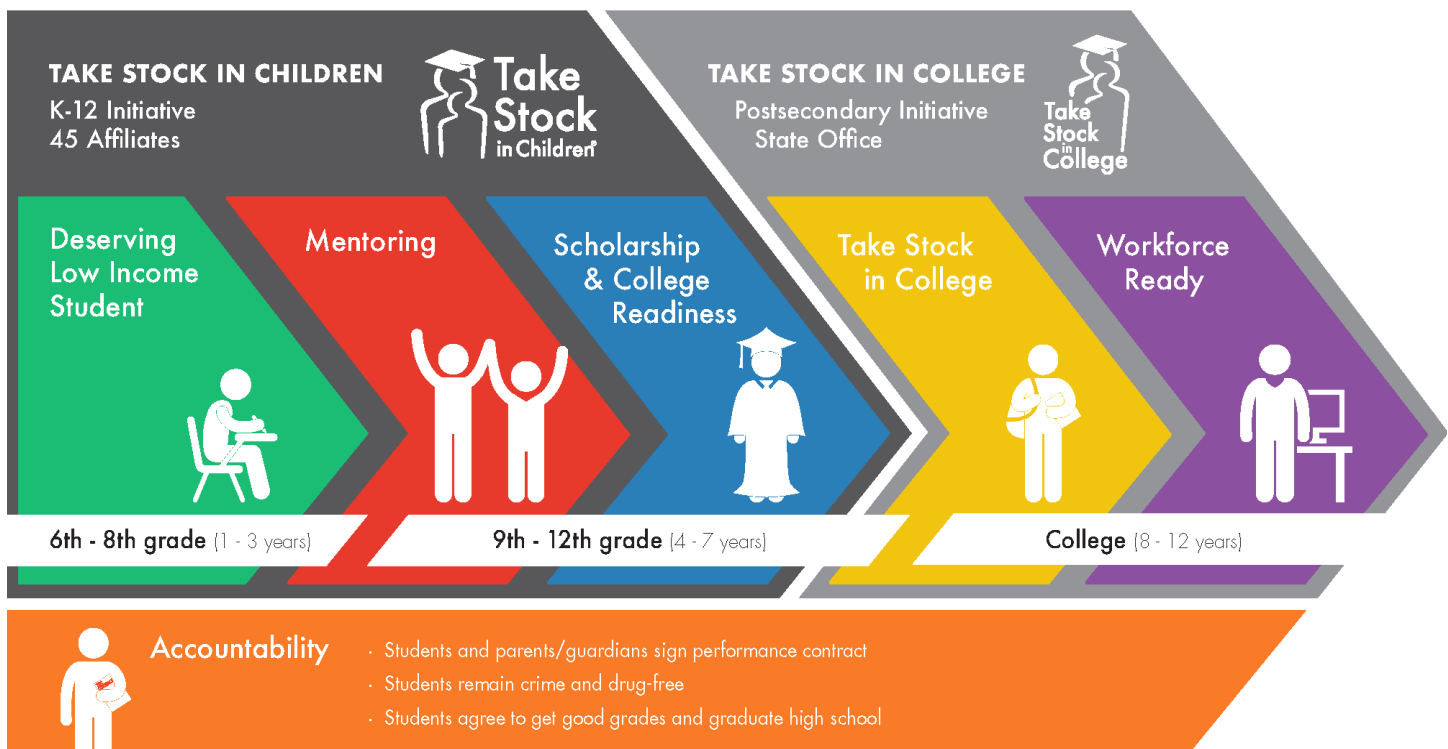 TAKE STOCK IN CHILDREN
K-12 Initiative
45 Affiliates
Take
Stock
in Children®
TAKE STOCK IN COLLEGE
Postsecondary Initiative
State Office
Take
Stock
in
College
Deserving
Low Income
Student
Mentoring
Scholarship
& College
Readiness
Take Stock
in College
Workforce
Ready
6th - 8th grade (1 - 3 years)
9th - 12th grade (4 - 7 years)
College (8 - 12 years)
Accountability
· Students and parents/guardians sign performance contract
· Students remain crime and drug-free
· Students agree to get good grades and graduate high school